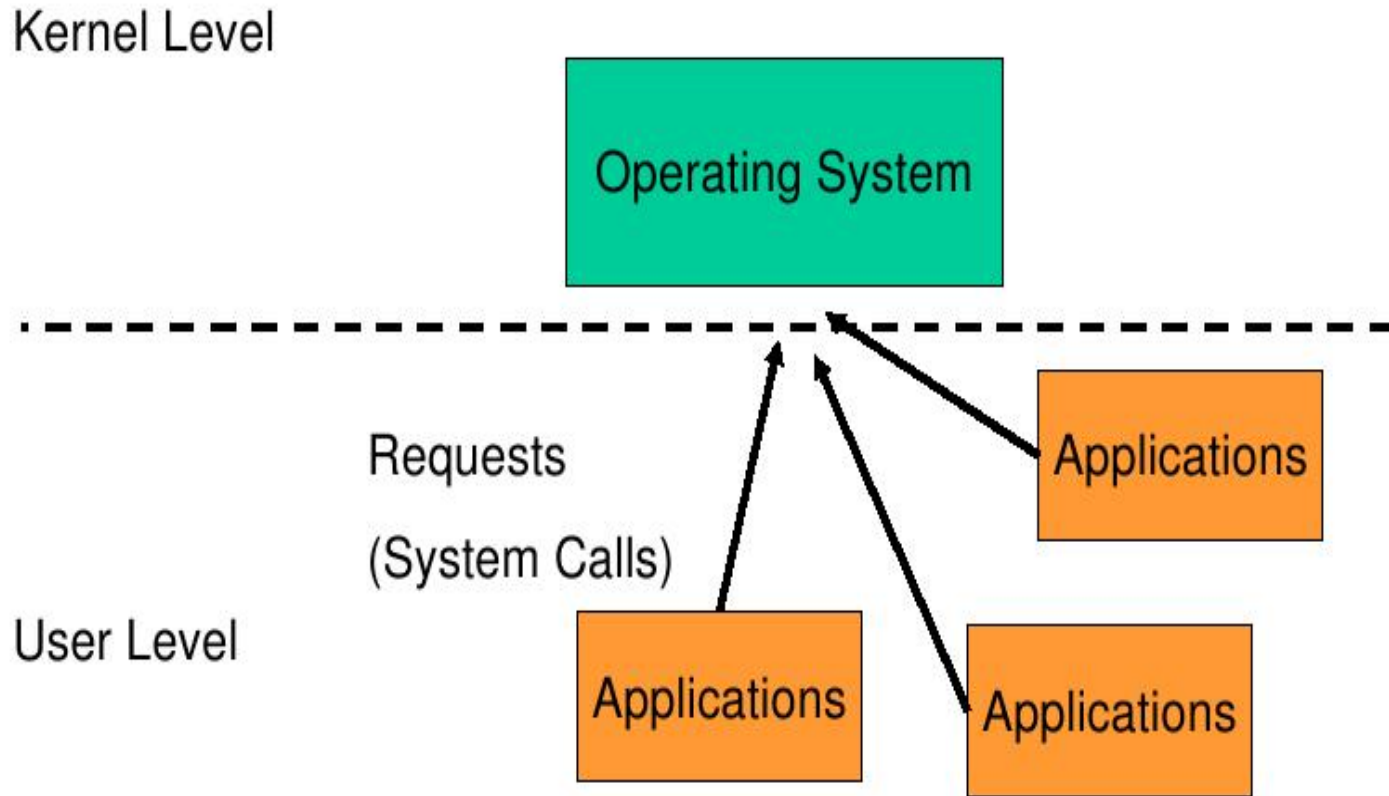 Kernel Level
Operating System
Requests
(System Calls)
Applications
User Level
Applications
Applications